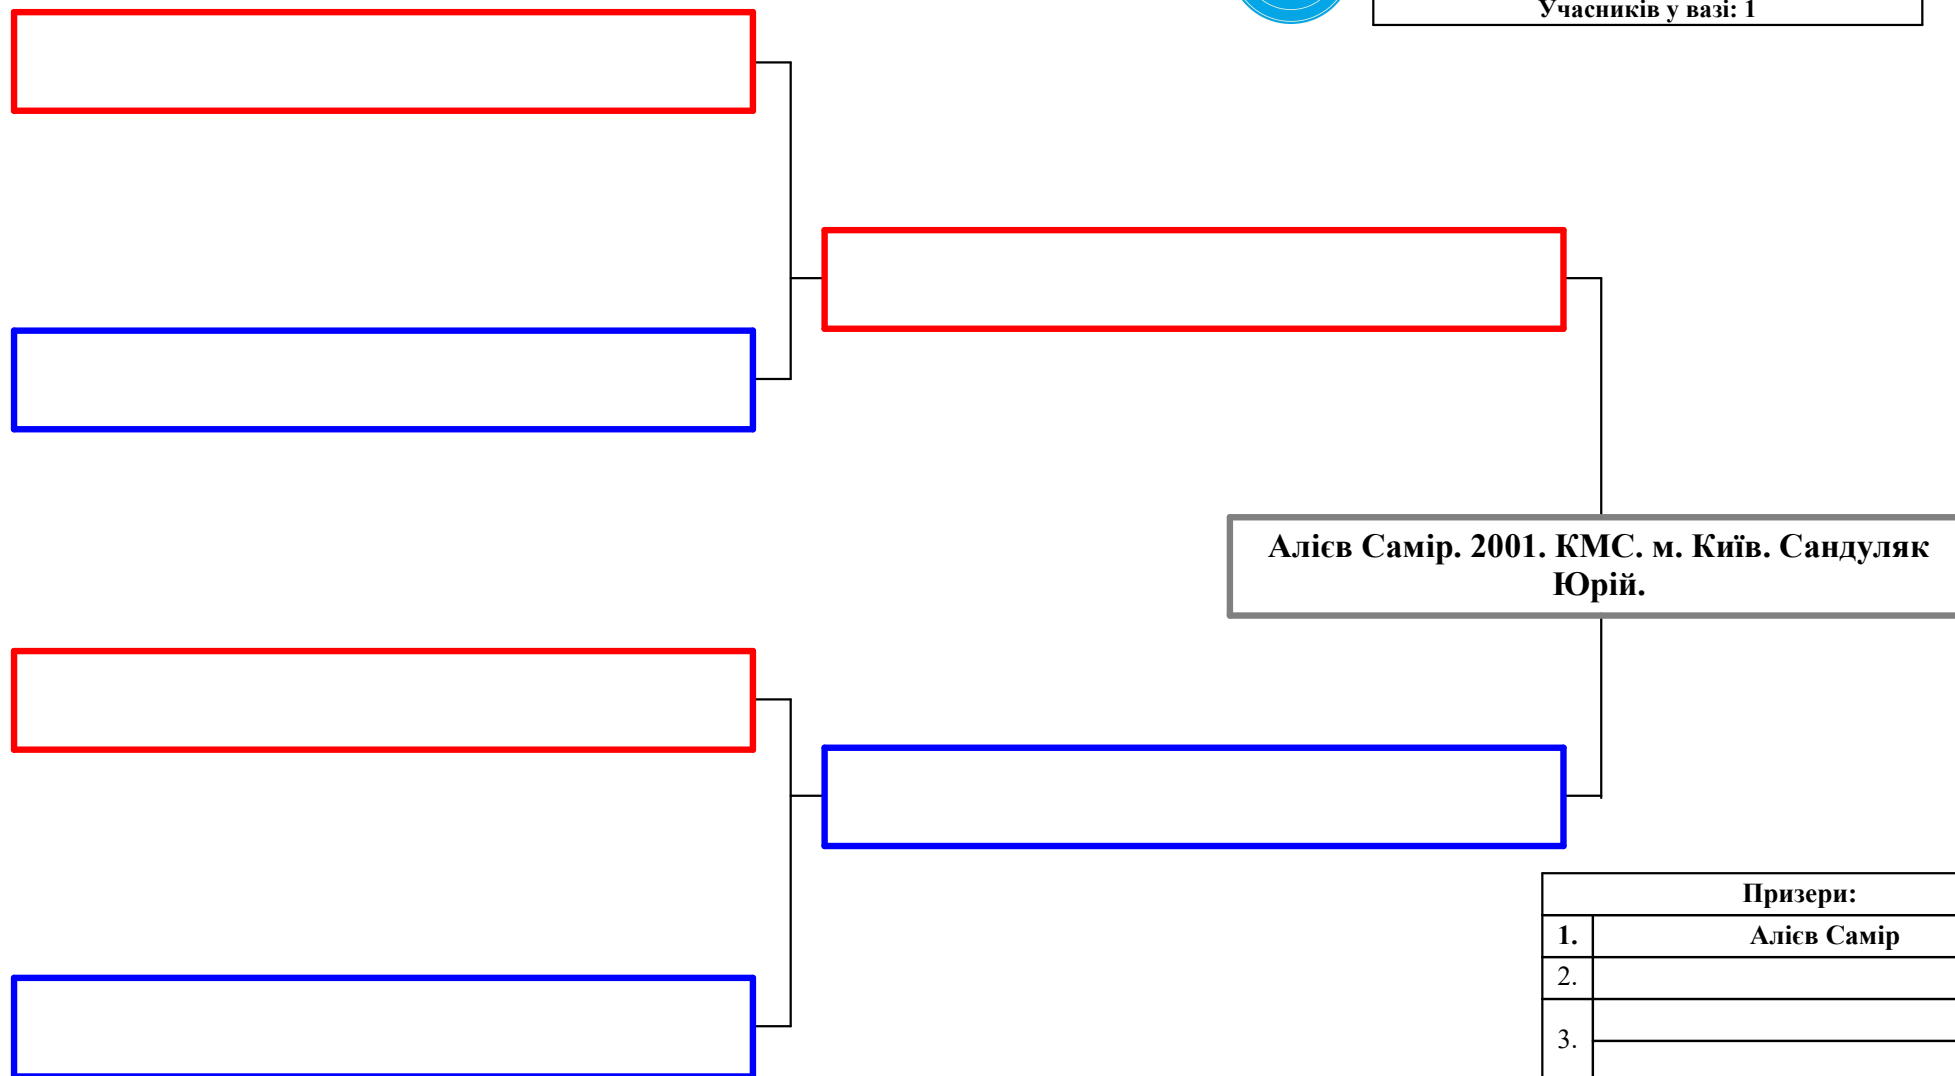 Учасників у вазі: 1
Алієв Самір. 2001. КМС. м. Київ. Сандуляк
Юрій.
Призери:
1. Алієв Самір
2.
3.